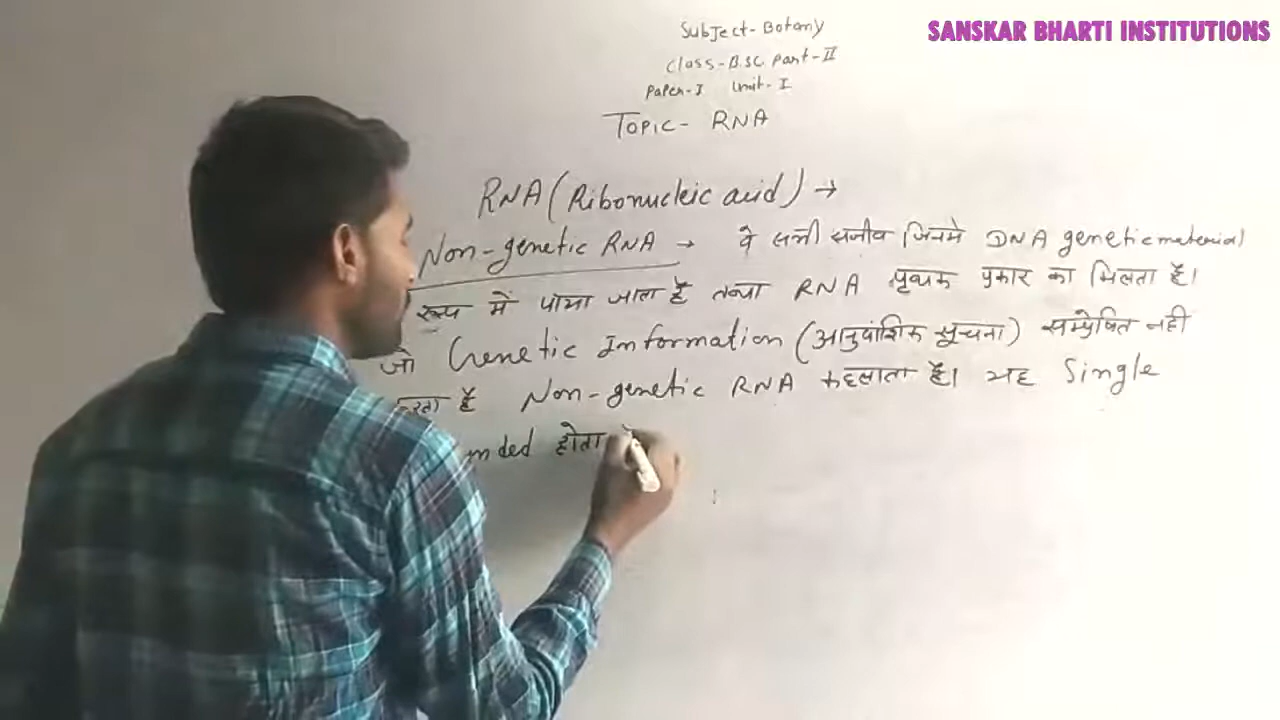 SANSKAR BHARTI INSTITUTIONS
Subject-Botany
Class-B.SC. Part-II
Paper-I Unit-I
Topic- RNA
RNA (Ribonucleic acid) →
Non-genetic RNA → वे सभी सजीव जिनमे DNA genetic material
रूप में पाया जाता है तथा RNA पृथक प्रकार का मिलता है।
जो Genetic Information (आनुवांशिक सूचना) सम्प्रेषित नही
करता है Non-genetic RNA कहलाता है। यह Single
nded होता